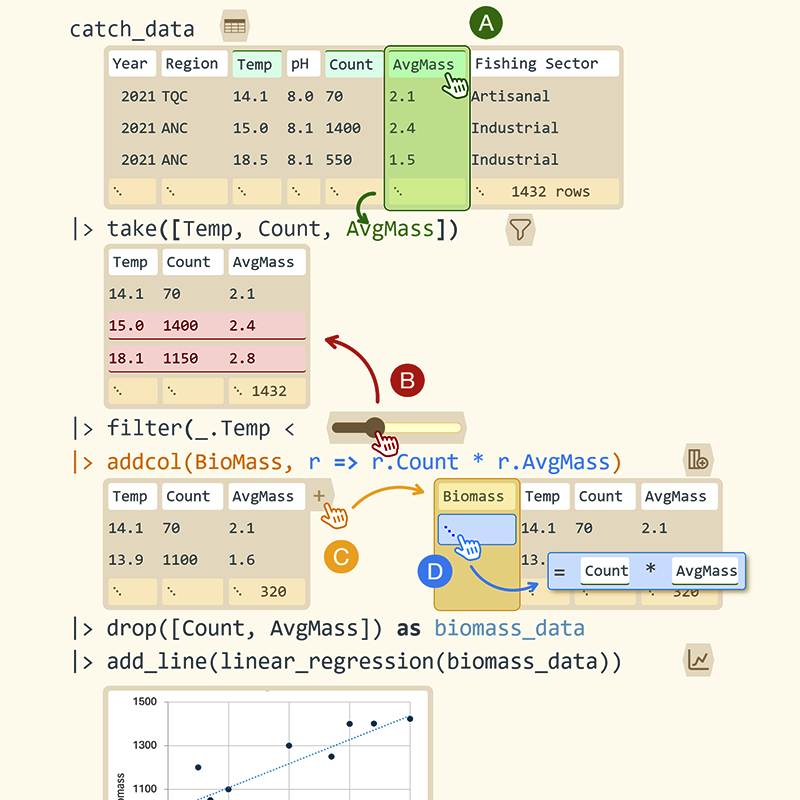 catch_data
A
Year Region Temp pH Count AvgMass Fishing Sector
2021 TQC 14.1 8.0 70 2.1 Artisanal
2021 ANC 15.0 8.1 1400 2.4 Industrial
2021 ANC 18.5 8.1 550 1.5 Industrial
⋱ ⋱ ⋱ ⋱ ⋱ ⋱ ⋱ 1432 rows
|> take([Temp, Count, AvgMass])
Temp Count AvgMass
14.1 70 2.1
15.0 1400 2.4
18.1 1150 2.8
⋱ ⋱ ⋱ 1432
B
|> filter(_.Temp <
|> addcol(BioMass, r => r.Count * r.AvgMass)
Temp Count AvgMass +
14.1 70 2.1
13.9 1100 1.6
⋱ ⋱ ⋱ 320
C
Biomass Temp Count AvgMass
⋱ 14.1 70 2.1
D
13.
= Count * AvgMass
⋱ ⋱ ⋱ 320
|> drop([Count, AvgMass]) as biomass_data
|> add_line(linear_regression(biomass_data))
1500
1300
1100